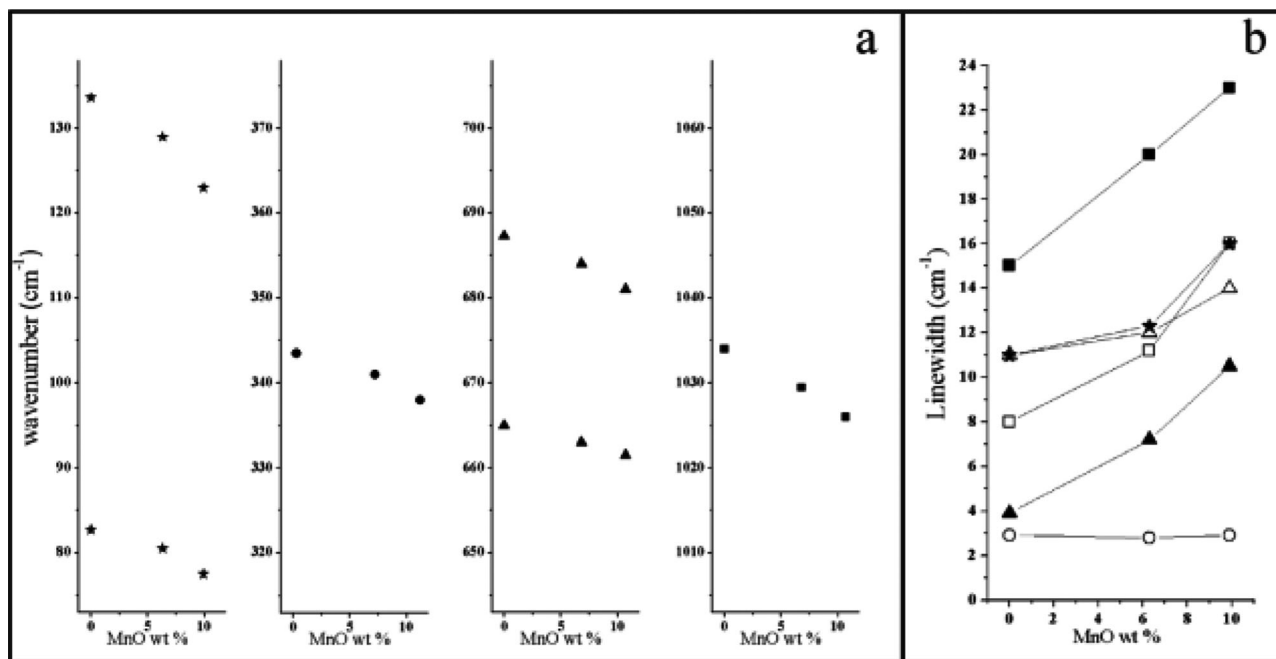 a
wavenumber (cm-1)
130
120
110
100
90
80
0 5 10
MnO wt %
370
360
350
340
330
320
0 5 10
MnO wt %
700
690
680
670
660
650
0 5 10
MnO wt %
1060
1050
1040
1030
1020
1010
0 5 10
MnO wt %
b
Linewidth (cm-1)
24
22
20
18
16
14
12
10
8
6
4
2
0
0 2 4 6 8 10
MnO wt %